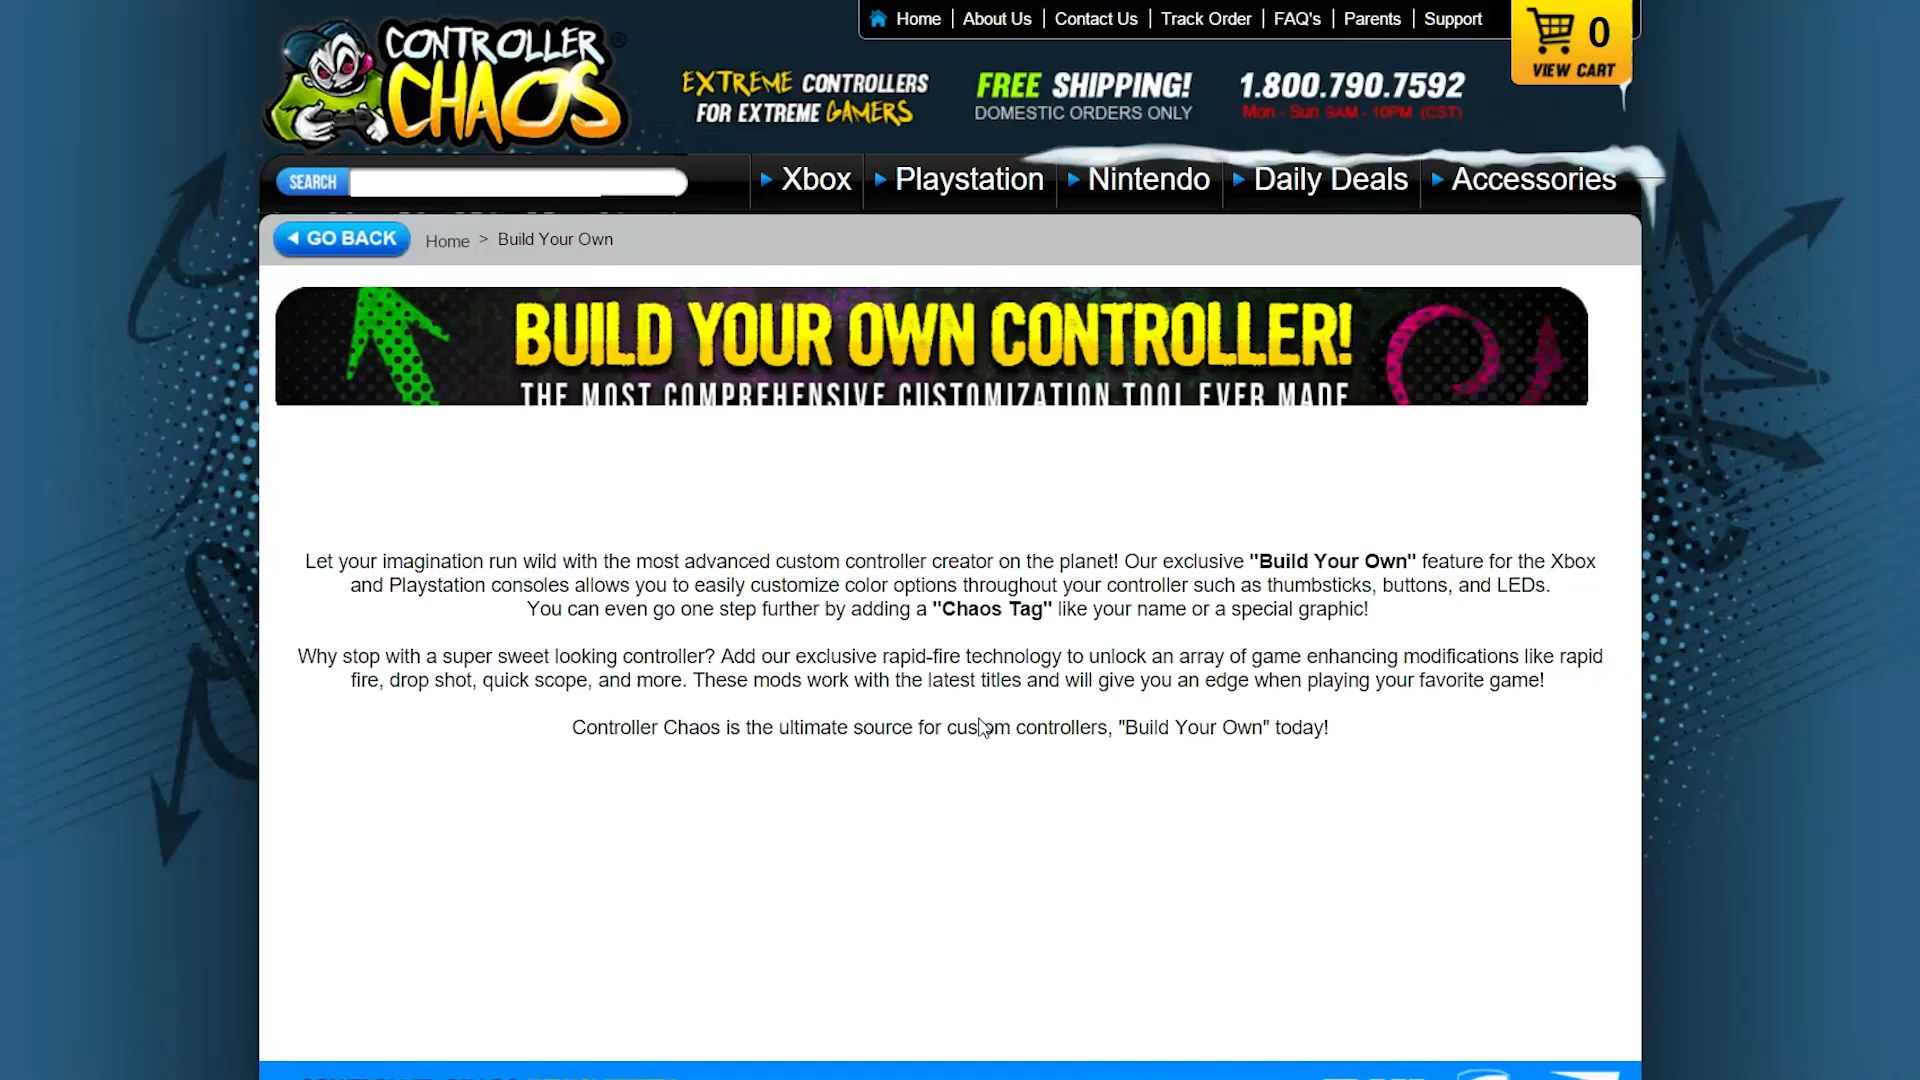 Home | About Us | Contact Us | Track Order | FAQ's | Parents | Support
0
VIEW CART
CONTROLLER CHAOS ®
EXTREME CONTROLLERS
FOR EXTREME GAMERS
FREE SHIPPING!
DOMESTIC ORDERS ONLY
1.800.790.7592
Mon - Sun 9AM - 10PM (CST)
SEARCH
Xbox
Playstation
Nintendo
Daily Deals
Accessories
GO BACK
Home > Build Your Own
BUILD YOUR OWN CONTROLLER!
THE MOST COMPREHENSIVE CUSTOMIZATION TOOL EVER MADE
Let your imagination run wild with the most advanced custom controller creator on the planet! Our exclusive "Build Your Own" feature for the Xbox
and Playstation consoles allows you to easily customize color options throughout your controller such as thumbsticks, buttons, and LEDs.
You can even go one step further by adding a "Chaos Tag" like your name or a special graphic!
Why stop with a super sweet looking controller? Add our exclusive rapid-fire technology to unlock an array of game enhancing modifications like rapid
fire, drop shot, quick scope, and more. These mods work with the latest titles and will give you an edge when playing your favorite game!
Controller Chaos is the ultimate source for custom controllers, "Build Your Own" today!